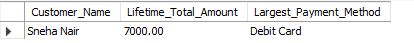 Customer_Name Lifetime_Total_Amount Largest_Payment_Method
Sneha Nair 7000.00 Debit Card